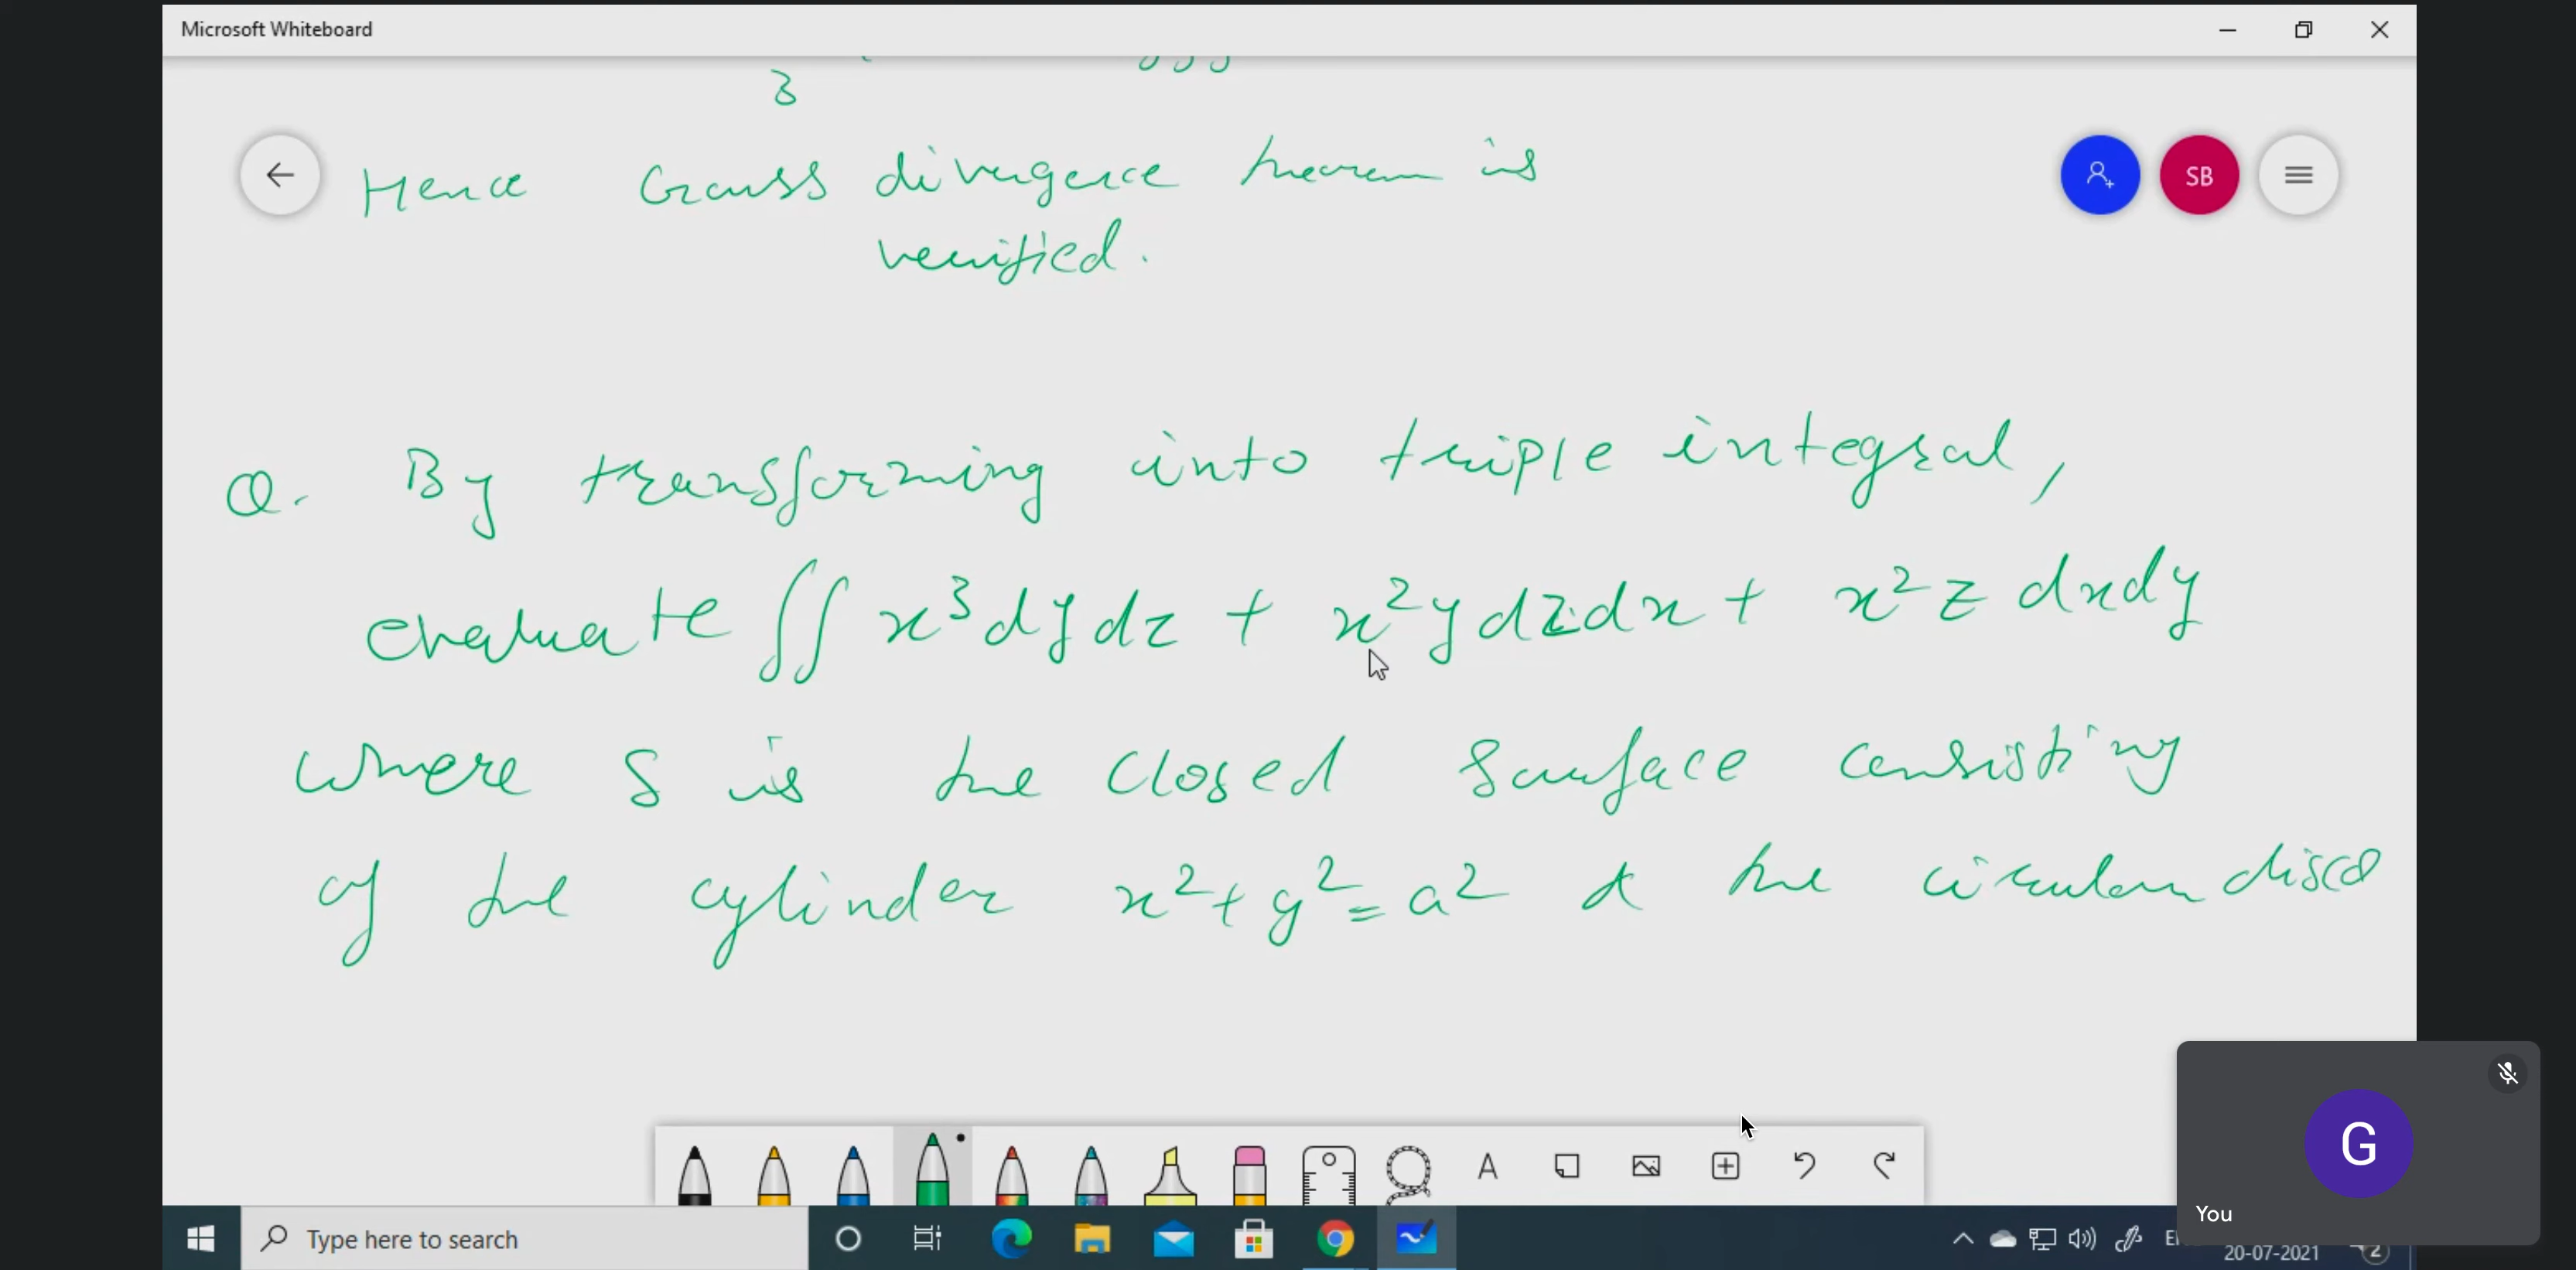 Microsoft Whiteboard
3
Hence Gauss divergence theorem is
verified.
SB
Q. By transforming into triple integral,
evaluate ∬ x³dydz + x²ydzdx + x²z dxdy
where S is the closed surface consisting
of the cylinder x²+y²=a² & the circular discs
A
G
You
Type here to search
20-07-2021
2